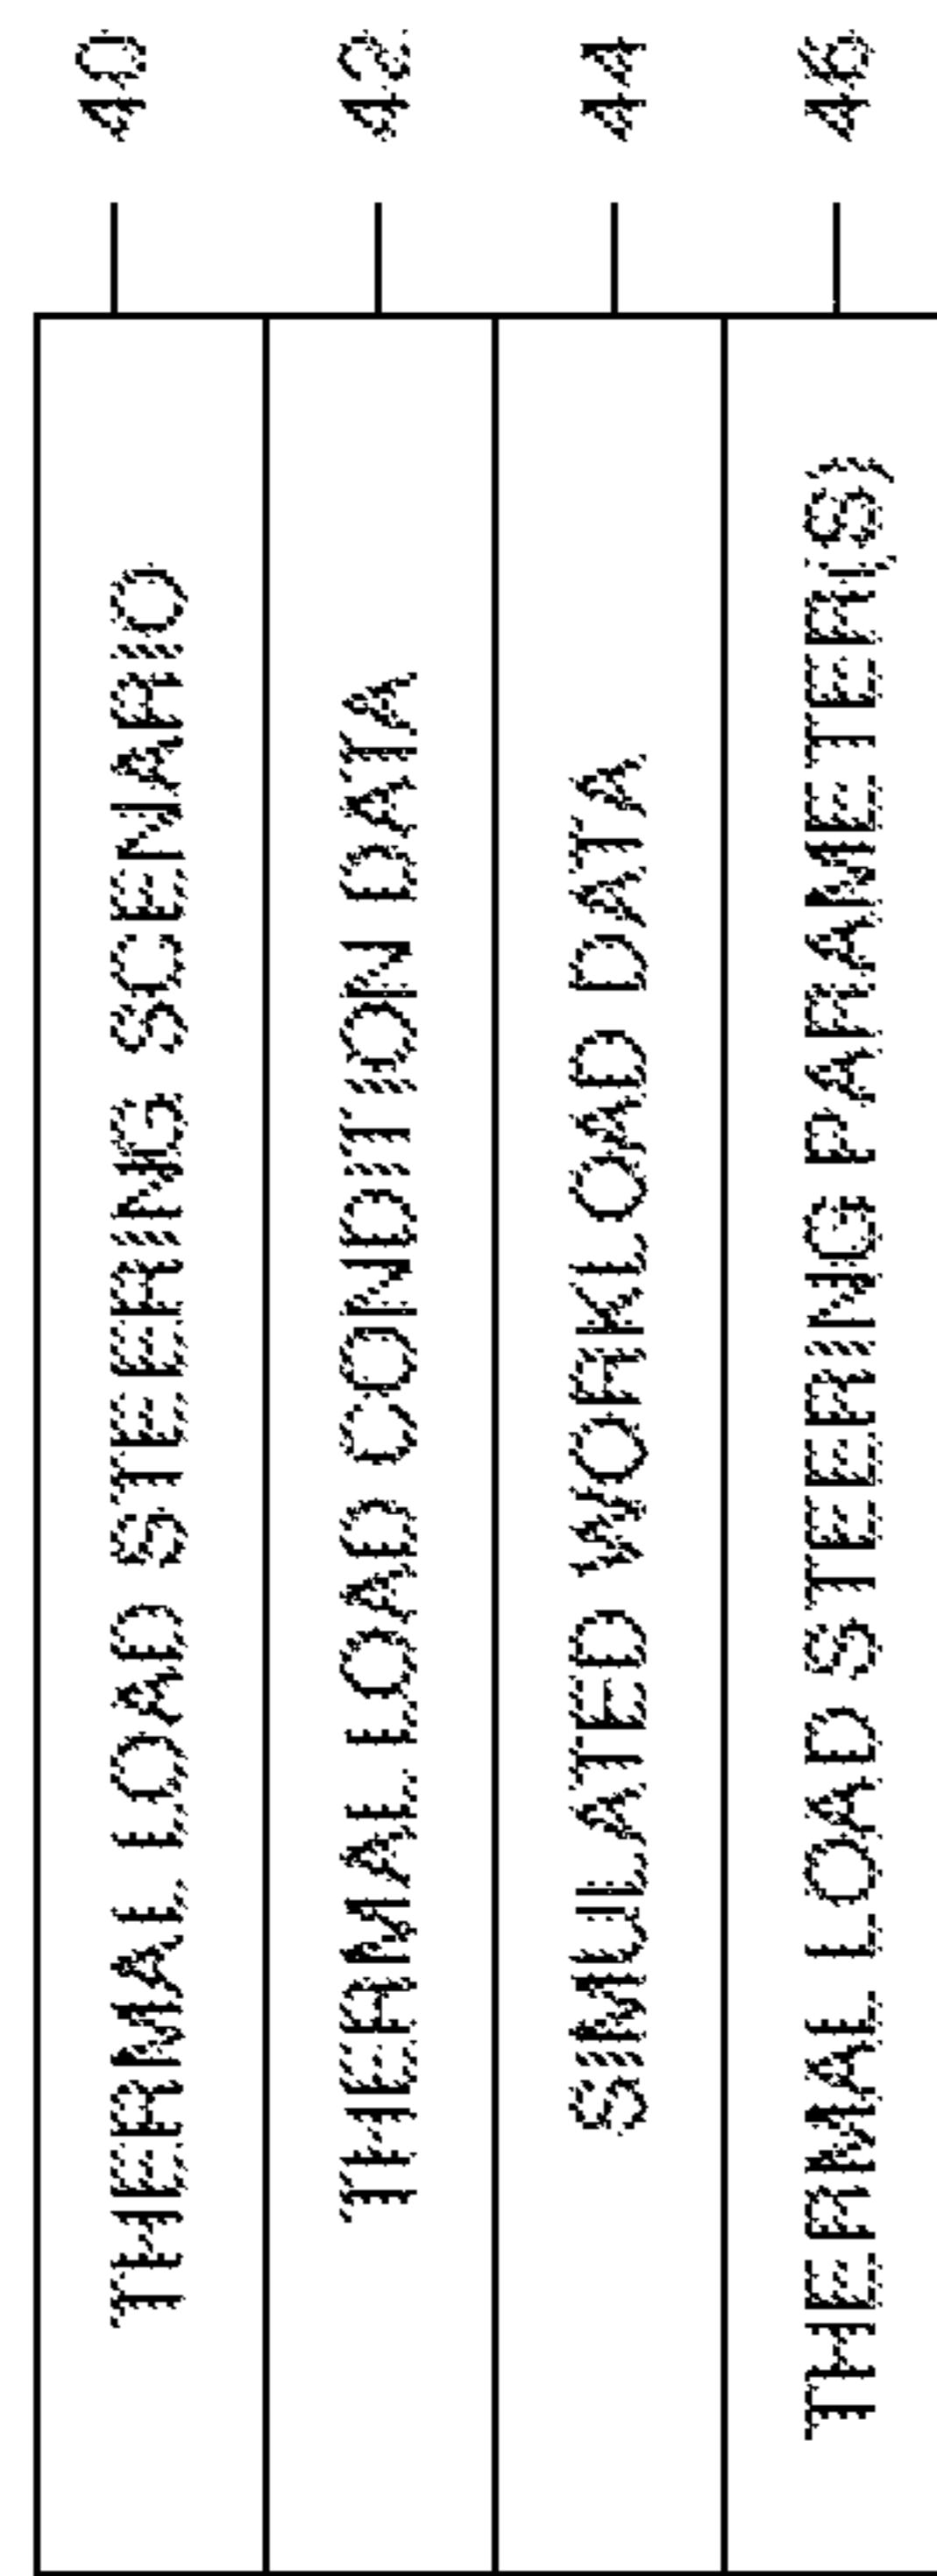 THERMAL LOAD STEERING SCENARIO 40
THERMAL LOAD CONDITION DATA 42
SIMULATED WORKLOAD DATA 44
THERMAL LOAD STEERING PARAMETER(S) 46